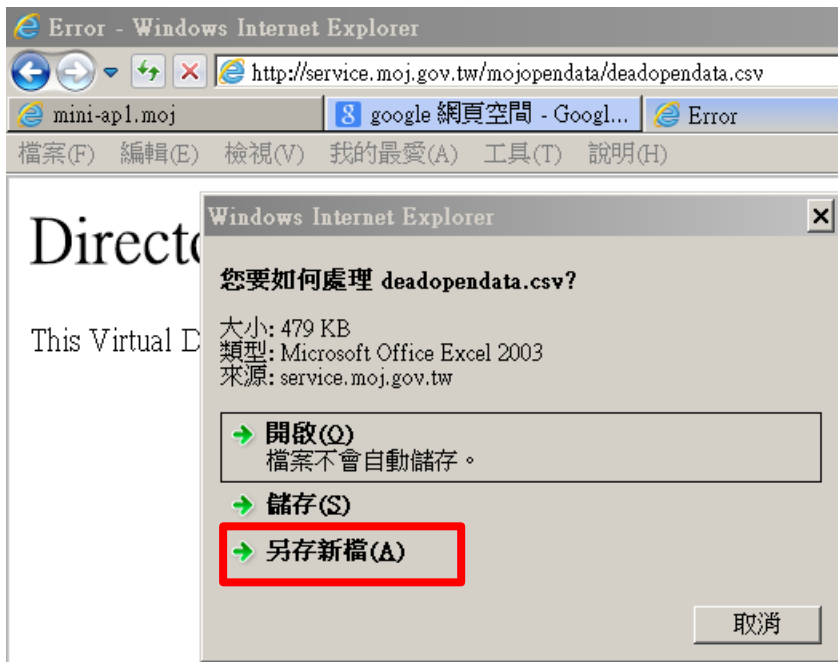 Error - Windows Internet Explorer
http://service.moj.gov.tw/mojopendata/deadopendata.csv
mini-ap1.moj
google 網頁空間 - Googl...
Error
檔案(F) 編輯(E) 檢視(V) 我的最愛(A) 工具(T) 說明(H)
Windows Internet Explorer
您要如何處理 deadopendata.csv?
This Virtual D
大小: 479 KB
類型: Microsoft Office Excel 2003
來源: service.moj.gov.tw
開啟(O)
檔案不會自動儲存。
儲存(S)
另存新檔(A)
取消